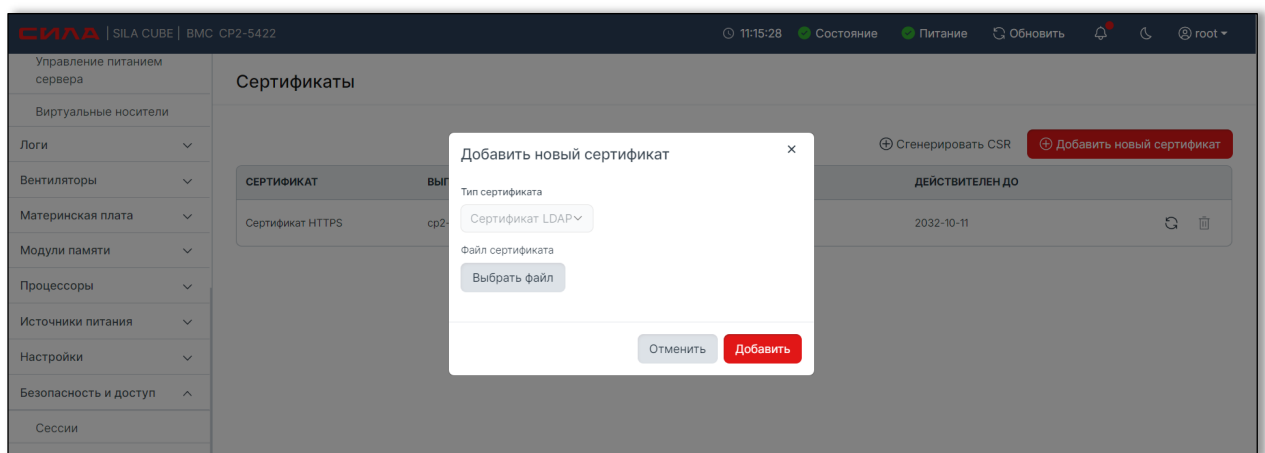 СИЛА | SILA CUBE | BMC CP2-5422 11:15:28 Состояние Питание Обновить root
Управление питанием
сервера
Сертификаты
Виртуальные носители
Логи
Сгенерировать CSR Добавить новый сертификат
Добавить новый сертификат
Вентиляторы
СЕРТИФИКАТ ДЕЙСТВИТЕЛЕН ДО
Тип сертификата
Материнская плата
Сертификат HTTPS cp2- Сертификат LDAP 2032-10-11
Модули памяти
Файл сертификата
Процессоры
Выбрать файл
Источники питания
Настройки
Отменить Добавить
Безопасность и доступ
Сессии